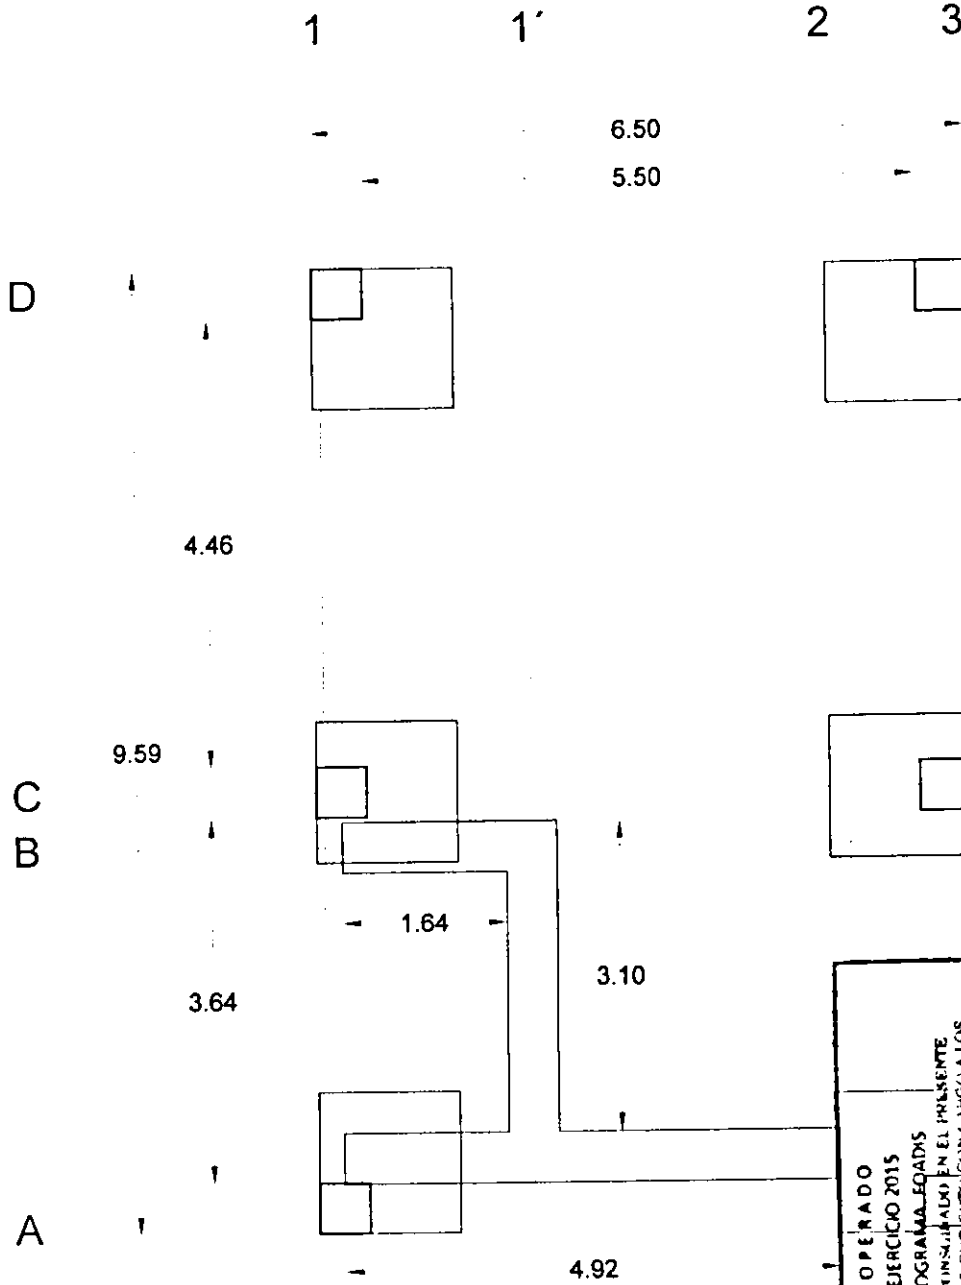 1 1´ 2 3
6.50
5.50
D
4.46
9.59
C
B
1.64
3.10
3.64
A
4.92
OPERADO
EJERCICIO 2015
OGRAMA FOADIS
EN EL PRESENTE